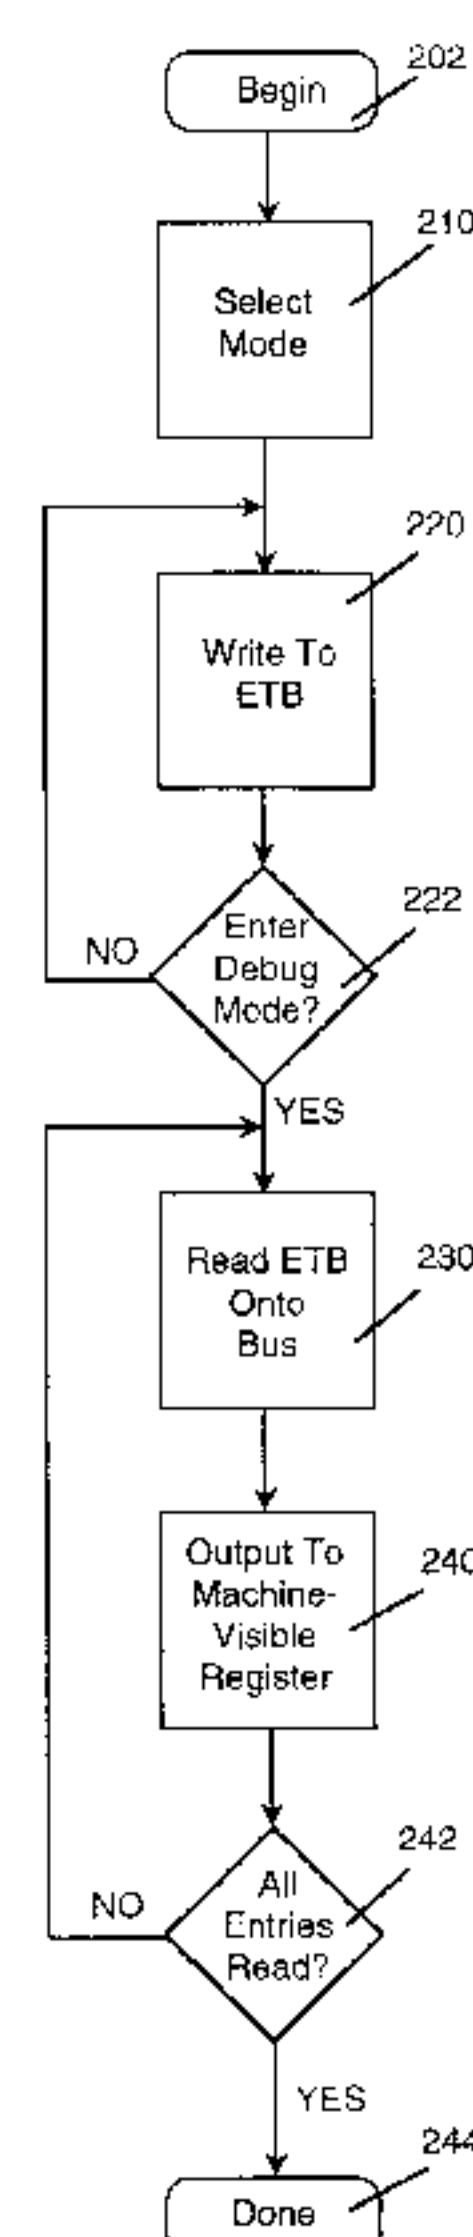 202
Begin
210
Select
Mode
220
Write To
ETB
222
Enter
Debug
Mode?
NO
YES
230
Read ETB
Onto
Bus
240
Output To
Machine-
Visible
Register
242
All
Entries
Read?
NO
YES
244
Done